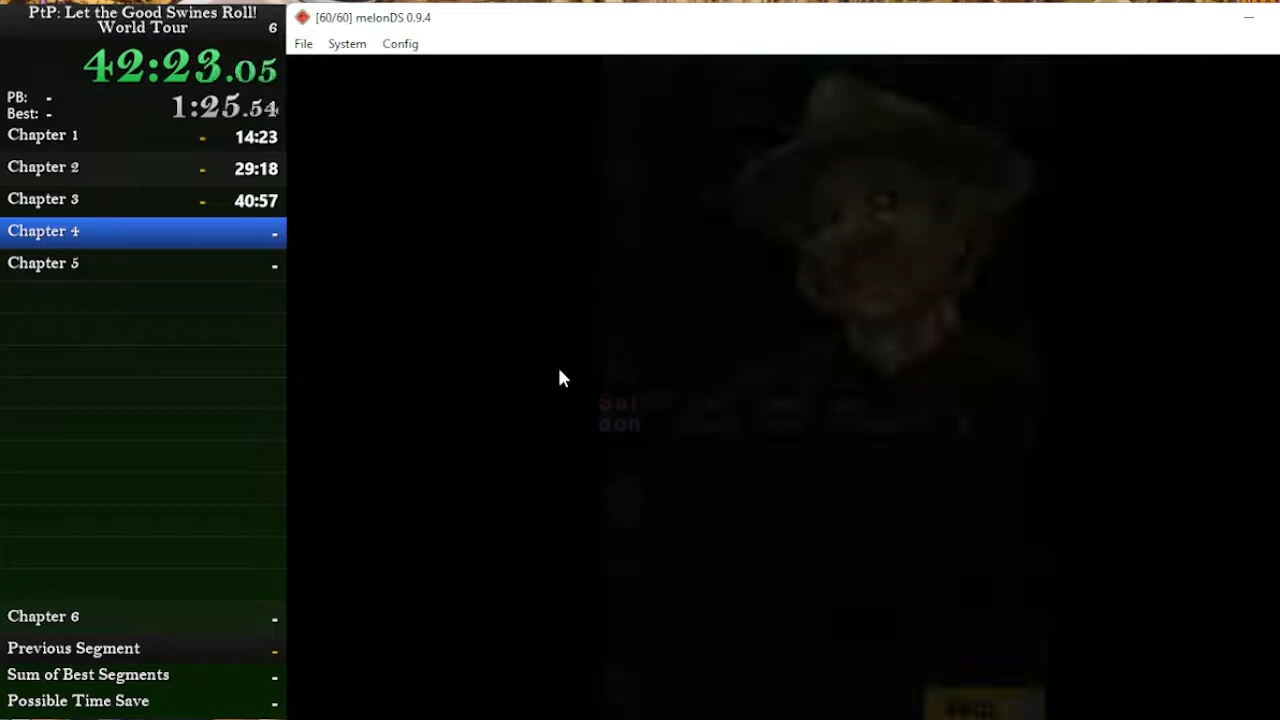 PtP: Let the Good Swines Roll!
World Tour 6
42:23.05
PB: -
1:25.54
Best: -
Chapter 1 - 14:23
Chapter 2 - 29:18
Chapter 3 - 40:57
Chapter 4 -
Chapter 5 -
Chapter 6 -
Previous Segment -
Sum of Best Segments -
Possible Time Save -
[60/60] melonDS 0.9.4
File System Config
Sal
don